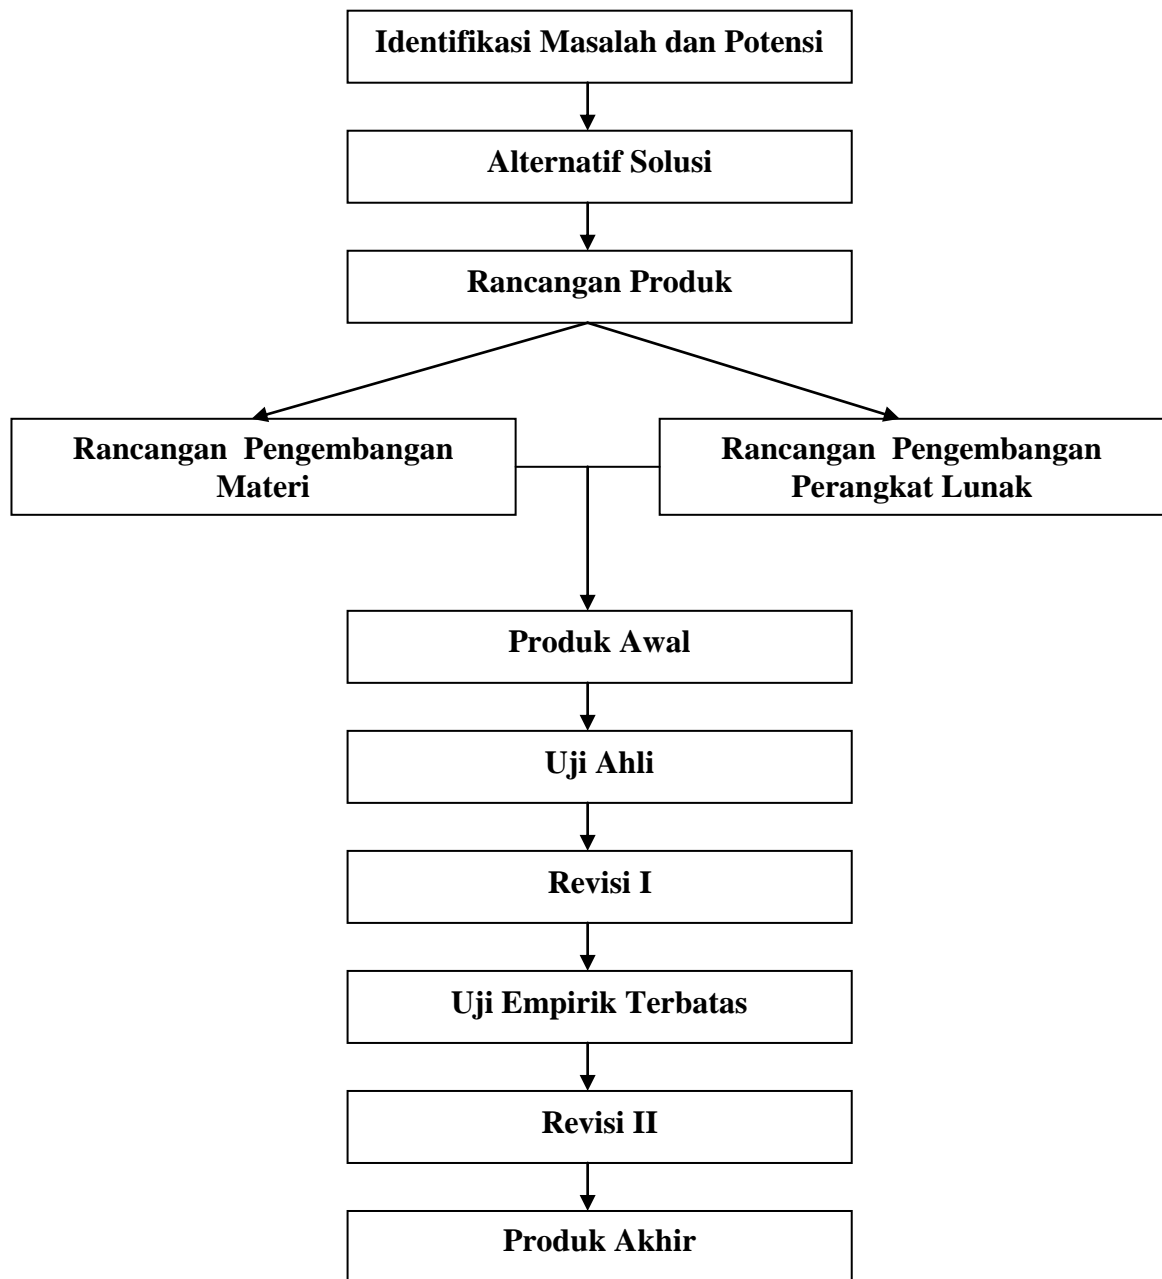 Identifikasi Masalah dan Potensi
Alternatif Solusi
Rancangan Produk
Rancangan Pengembangan
Materi
Rancangan Pengembangan
Perangkat Lunak
Produk Awal
Uji Ahli
Revisi I
Uji Empirik Terbatas
Revisi II
Produk Akhir